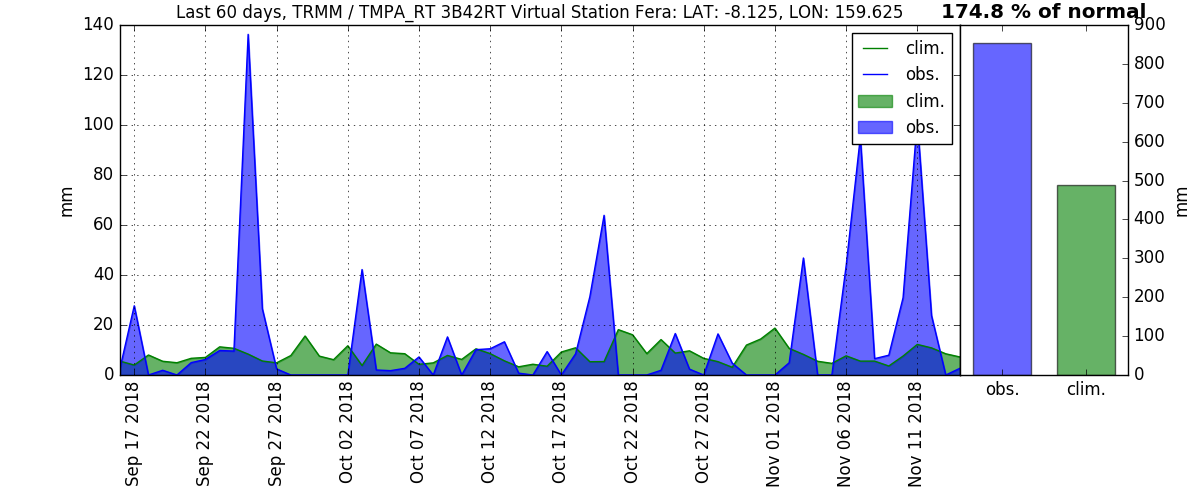 Last 60 days, TRMM / TMPA_RT 3B42RT Virtual Station Fera: LAT: -8.125, LON: 159.625
174.8 % of normal
140
120
100
80
60
40
20
0
mm
clim.
obs.
clim.
obs.
900
800
700
600
500
400
300
200
100
0
mm
obs.
clim.
Sep 17 2018
Sep 22 2018
Sep 27 2018
Oct 02 2018
Oct 07 2018
Oct 12 2018
Oct 17 2018
Oct 22 2018
Oct 27 2018
Nov 01 2018
Nov 06 2018
Nov 11 2018